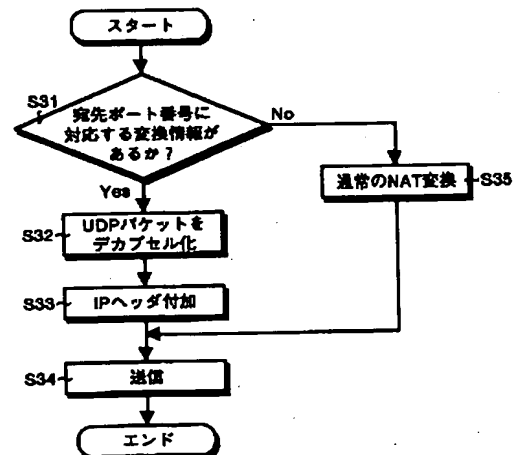 スタート
S31
宛先ポート番号に
対応する変換情報が
あるか？
No
Yes
通常のNAT変換
S35
S32
UDPパケットを
デカプセル化
S33
IPヘッダ付加
S34
送信
エンド